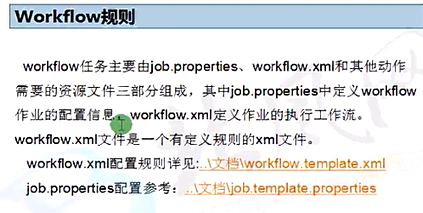 Workflow规则
workflow任务主要由job.properties、workflow.xml和其他动作
需要的资源文件三部分组成，其中job.properties中定义workflow
作业的配置信息，workflow.xml定义作业的执行工作流。
workflow.xml文件是一个有定义规则的xml文件。
workflow.xml配置规则详见:..\文档\workflow.template.xml
job.properties配置参考：..\文档\job.template.properties